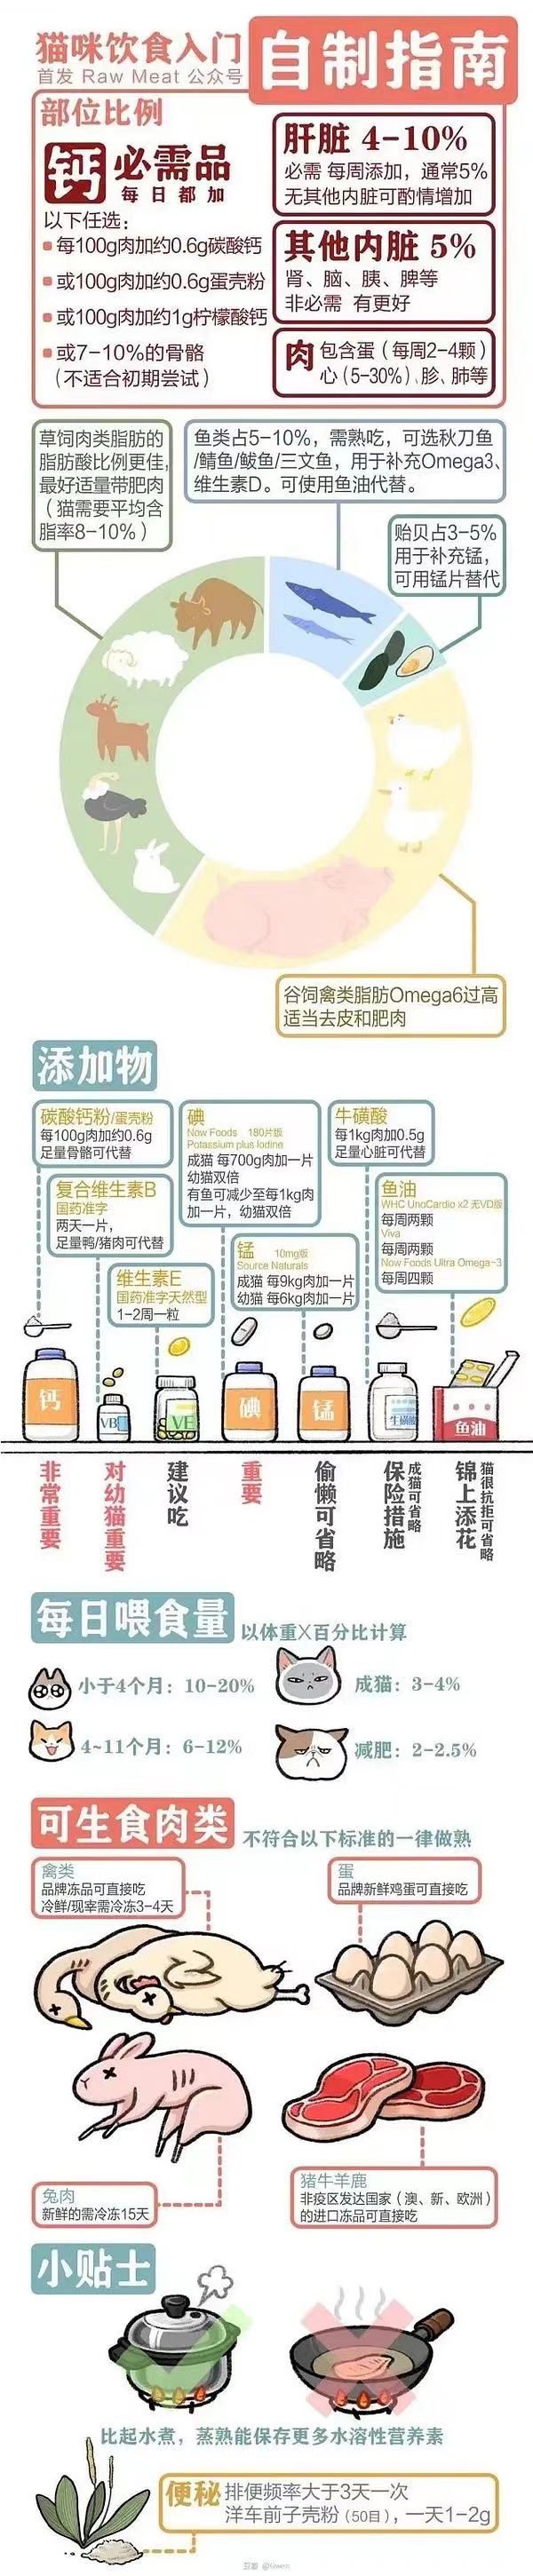 猫咪饮食入门
首发 Raw Meat 公众号
自制指南
部位比例
钙 必需品
每日都加
以下任选：
每100g肉加约0.6g碳酸钙
或100g肉加约0.6g蛋壳粉
或100g肉加约1g柠檬酸钙
或7-10%的骨骼
（不适合初期尝试）
肝脏 4-10%
必需 每周添加，通常5%
无其他内脏可酌情增加
其他内脏 5%
肾、脑、胰、脾等
非必需 有更好
肉 包含蛋（每周2-4颗）
心（5-30%）、胗、肺等
草饲肉类脂肪的
脂肪酸比例更佳，
最好适量带肥肉
（猫需要平均含
脂率8-10%）
鱼类占5-10%，需熟吃，可选秋刀鱼
/鲭鱼/鲅鱼/三文鱼，用于补充Omega3、
维生素D。可使用鱼油代替。
贻贝占3-5%
用于补充锰，
可用锰片替代
谷饲禽类脂肪Omega6过高
适当去皮和肥肉
添加物
碳酸钙粉/蛋壳粉
每100g肉加约0.6g
足量骨骼可代替
复合维生素B
国药准字
两天一片，
足量鸭/猪肉可代替
维生素E
国药准字天然型
1-2周一粒
碘
Now Foods 180片版
Potassium plus Iodine
成猫 每700g肉加一片
幼猫双倍
有鱼可减少至每1kg肉
加一片，幼猫双倍
锰 10mg版
Source Naturals
成猫 每9kg肉加一片
幼猫 每6kg肉加一片
牛磺酸
每1kg肉加0.5g
足量心脏可代替
鱼油
WHC UnoCardio x2 无VD版
每周两颗
Viva
每周两颗
Now Foods Ultra Omega-3
每周四颗
钙
VB
VE
碘
锰
牛磺酸
鱼油
非常重要
对幼猫重要
建议吃
重要
偷懒可省略
保险措施
成猫可省略
锦上添花
猫很抗拒可省略
每日喂食量 以体重X百分比计算
小于4个月：10-20%
成猫：3-4%
4~11个月：6-12%
减肥：2-2.5%
可生食肉类 不符合以下标准的一律做熟
禽类
品牌冻品可直接吃
冷鲜/现宰需冷冻3-4天
蛋
品牌新鲜鸡蛋可直接吃
兔肉
新鲜的需冷冻15天
猪牛羊鹿
非疫区发达国家（澳、新、欧洲）
的进口冻品可直接吃
小贴士
比起水煮，蒸熟能保存更多水溶性营养素
便秘 排便频率大于3天一次
洋车前子壳粉（50目），一天1-2g